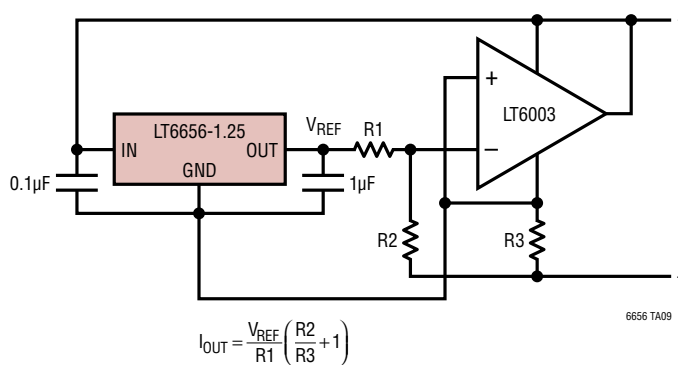 LT6656-1.25
IN
OUT
GND
0.1µF
1µF
V_REF
R1
+
–
LT6003
R2
R3
6656 TA09
I_OUT = V_REF/R1 (R2/R3 + 1)